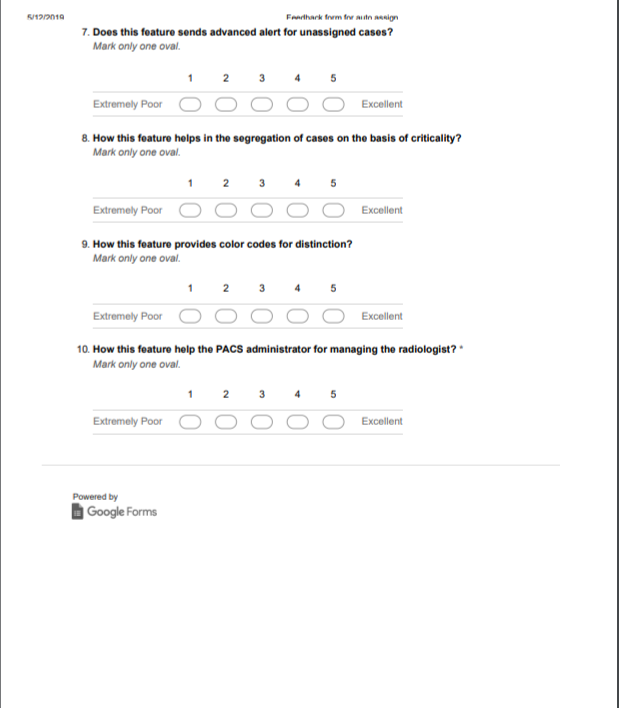 5/12/2019 Feedback form for auto assign
7. Does this feature sends advanced alert for unassigned cases?
Mark only one oval.
1 2 3 4 5
Extremely Poor Excellent
8. How this feature helps in the segregation of cases on the basis of criticality?
Mark only one oval.
1 2 3 4 5
Extremely Poor Excellent
9. How this feature provides color codes for distinction?
Mark only one oval.
1 2 3 4 5
Extremely Poor Excellent
10. How this feature help the PACS administrator for managing the radiologist? *
Mark only one oval.
1 2 3 4 5
Extremely Poor Excellent
Powered by
Google Forms